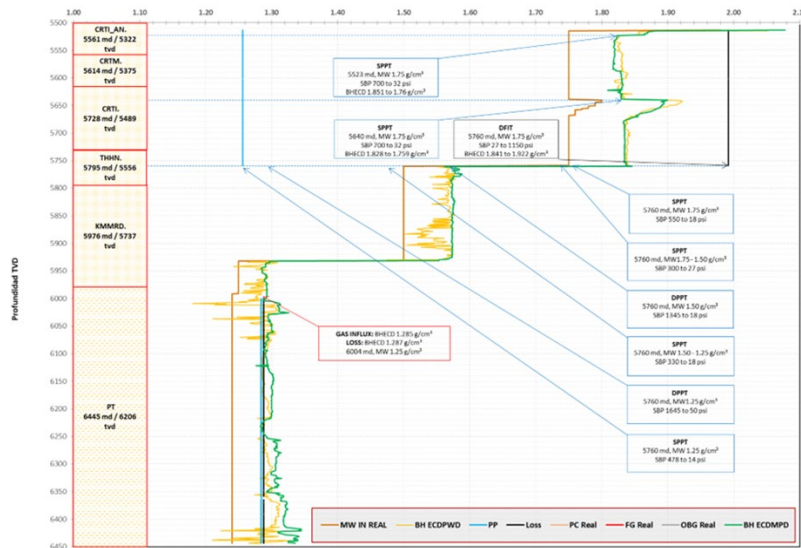 1.00 1.10 1.20 1.30 1.40 1.50 1.60 1.70 1.80 1.90 2.00 2.1
5500
5550
5600
5650
5700
5750
5800
5850
5900
5950
6000
6050
6100
6150
6200
6250
6300
6350
6400
6450
Profundidad TVD
CRTI_AN.
5561 md / 5322
tvd
CRTM.
5614 md / 5375
tvd
CRTI.
5728 md / 5489
tvd
THHN.
5795 md / 5556
tvd
KMMRD.
5976 md / 5737
tvd
PT
6445 md / 6206
tvd
SPPT
5523 md, MW 1.75 g/cm³
SBP 700 to 32 psi
BHECD 1.851 to 1.76 g/cm³
SPPT
5640 md, MW 1.75 g/cm³
SBP 700 to 32 psi
BHECD 1.828 to 1.759 g/cm³
DFIT
5760 md, MW 1.75 g/cm³
SBP 27 to 1150 psi
BHECD 1.841 to 1.922 g/cm³
SPPT
5760 md, MW 1.75 g/cm³
SBP 550 to 18 psi
SPPT
5760 md, MW1.75 - 1.50 g/cm³
SBP 300 to 27 psi
DPPT
5760 md, MW 1.50 g/cm³
SBP 1345 to 18 psi
SPPT
5760 md, MW 1.50 - 1.25 g/cm³
SBP 330 to 18 psi
DPPT
5760 md, MW1.25 g/cm³
SBP 1645 to 50 psi
SPPT
5760 md, MW 1.25 g/cm³
SBP 478 to 14 psi
GAS INFLUX: BHECD 1.285 g/cm³
LOSS: BHECD 1.287 g/cm³
6004 md, MW 1.25 g/cm³
MW IN REAL BH ECDPWD PP Loss PC Real FG Real OBG Real BH ECDMPD